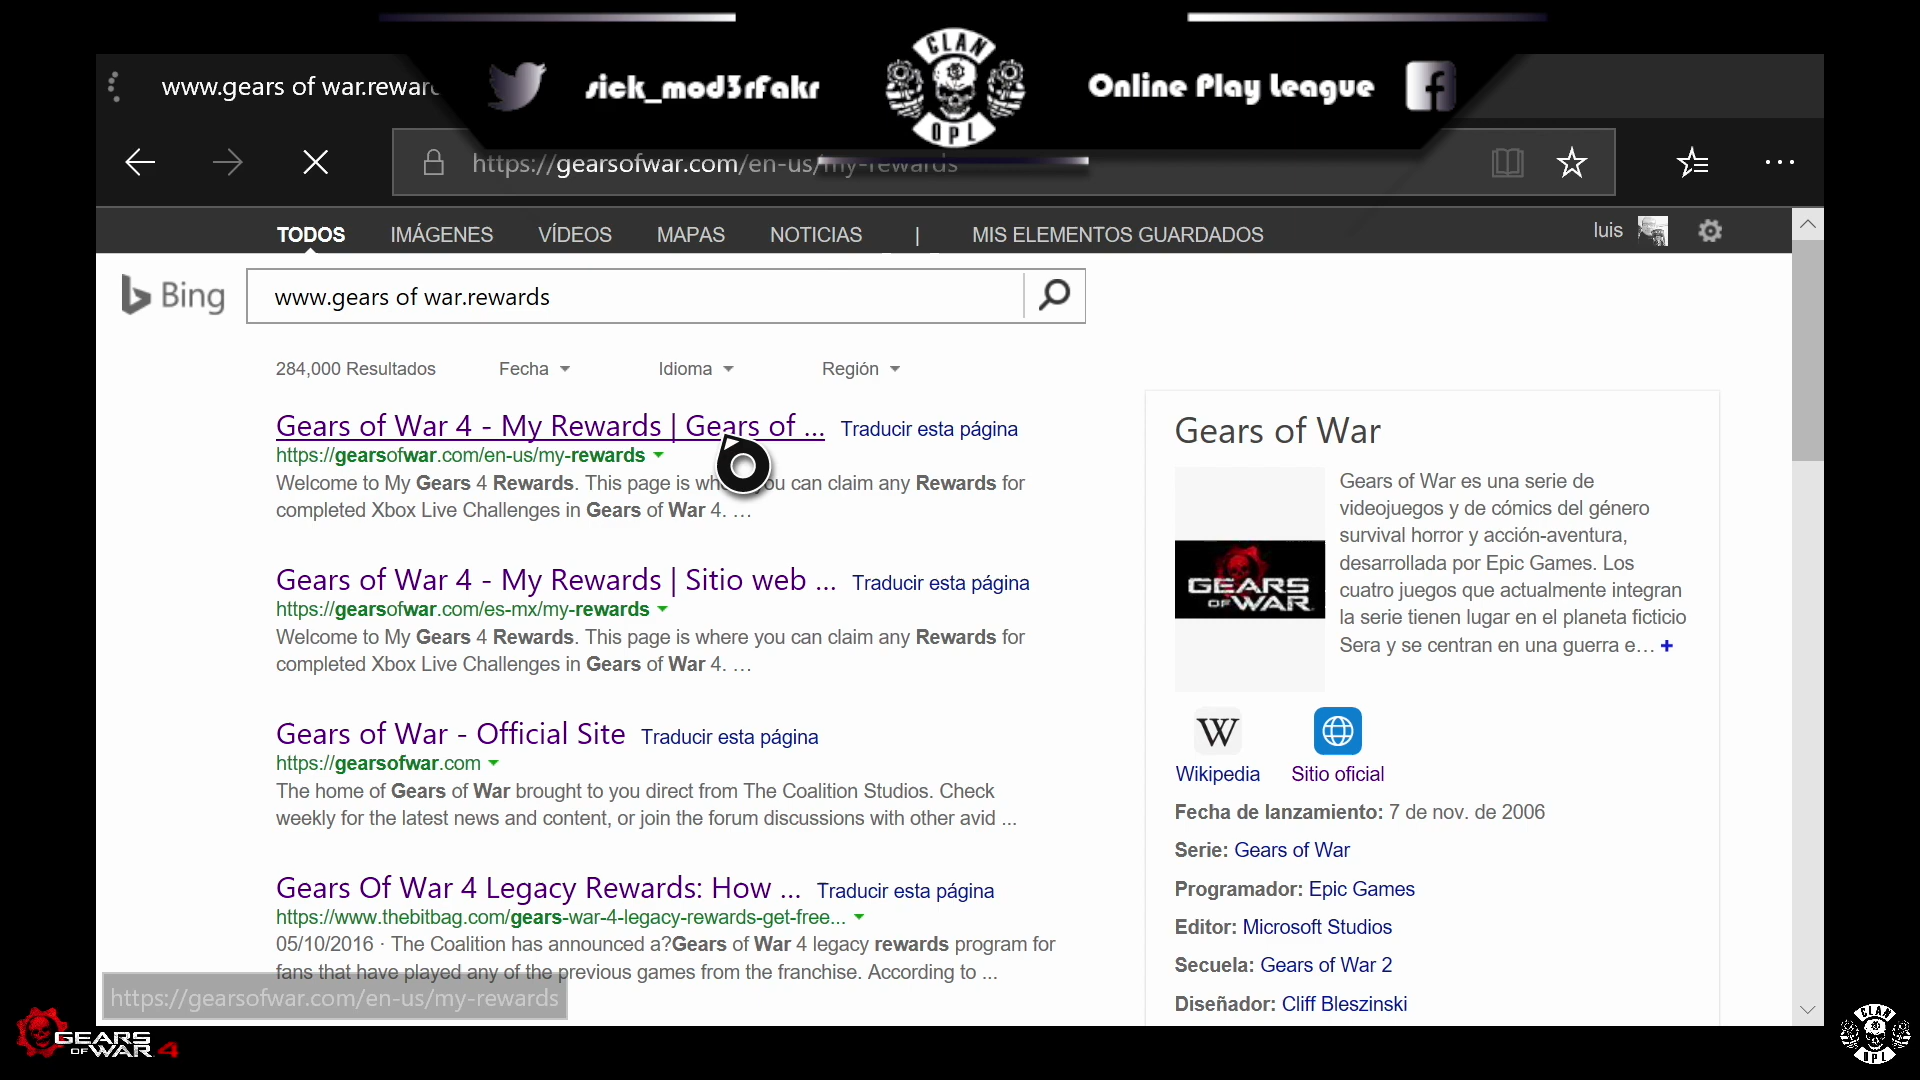 CLAN
OPL
sick_mod3rfakr
Online Play League
www.gears of war.reward
https://gearsofwar.com/en-us/my-rewards
TODOS IMÁGENES VÍDEOS MAPAS NOTICIAS | MIS ELEMENTOS GUARDADOS
luis
Bing
www.gears of war.rewards
284,000 Resultados Fecha Idioma Región
Gears of War 4 - My Rewards | Gears of ... Traducir esta página
https://gearsofwar.com/en-us/my-rewards
Welcome to My Gears 4 Rewards. This page is where you can claim any Rewards for
completed Xbox Live Challenges in Gears of War 4. ...
Gears of War 4 - My Rewards | Sitio web ... Traducir esta página
https://gearsofwar.com/es-mx/my-rewards
Welcome to My Gears 4 Rewards. This page is where you can claim any Rewards for
completed Xbox Live Challenges in Gears of War 4. ...
Gears of War - Official Site Traducir esta página
https://gearsofwar.com
The home of Gears of War brought to you direct from The Coalition Studios. Check
weekly for the latest news and content, or join the forum discussions with other avid ...
Gears Of War 4 Legacy Rewards: How ... Traducir esta página
https://www.thebitbag.com/gears-war-4-legacy-rewards-get-free...
05/10/2016 · The Coalition has announced a?Gears of War 4 legacy rewards program for
fans that have played any of the previous games from the franchise. According to ...
https://gearsofwar.com/en-us/my-rewards
Gears of War
GEARS
OF WAR
Gears of War es una serie de
videojuegos y de cómics del género
survival horror y acción-aventura,
desarrollada por Epic Games. Los
cuatro juegos que actualmente integran
la serie tienen lugar en el planeta ficticio
Sera y se centran en una guerra e... +
W
Wikipedia Sitio oficial
Fecha de lanzamiento: 7 de nov. de 2006
Serie: Gears of War
Programador: Epic Games
Editor: Microsoft Studios
Secuela: Gears of War 2
Diseñador: Cliff Bleszinski
GEARS
OF WAR 4
CLAN
OPL